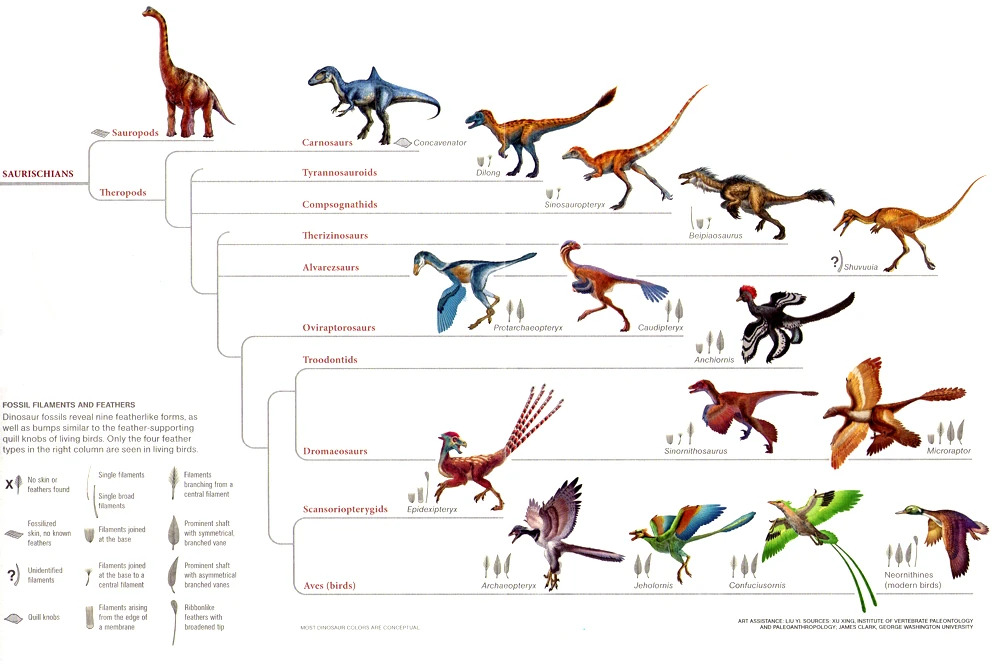 Sauropods
Carnosaurs
Concavenator
SAURISCHIANS
Tyrannosauroids
Dilong
Theropods
Compsognathids
Sinosauropteryx
Therizinosaurs
Beipiaosaurus
Alvarezsaurs
?
Shuvuuia
Oviraptorosaurs
Protarchaeopteryx
Caudipteryx
Troodontids
Anchiornis
FOSSIL FILAMENTS AND FEATHERS
Dinosaur fossils reveal nine featherlike forms, as
well as bumps similar to the feather-supporting
quill knobs of living birds. Only the four feather
types in the right column are seen in living birds.
Dromaeosaurs
Sinornithosaurus
Microraptor
X
No skin or
feathers found
Single filaments
Single broad
filaments
Filaments
branching from a
central filament
Scansoriopterygids
Epidexipteryx
Fossilized
skin, no known
feathers
Filaments joined
at the base
Prominent shaft
with symmetrical,
branched vane
?
Unidentified
filaments
Filaments joined
at the base to a
central filament
Prominent shaft
with asymmetrical
branched vanes
Aves (birds)
Archaeopteryx
Jeholornis
Confuciusornis
Neornithines
(modern birds)
Quill knobs
Filaments arising
from the edge of
a membrane
Ribbonlike
feathers with
broadened tip
MOST DINOSAUR COLORS ARE CONCEPTUAL
ART ASSISTANCE: LIU YI. SOURCES: XU XING, INSTITUTE OF VERTEBRATE PALEONTOLOGY
AND PALEOANTHROPOLOGY; JAMES CLARK, GEORGE WASHINGTON UNIVERSITY